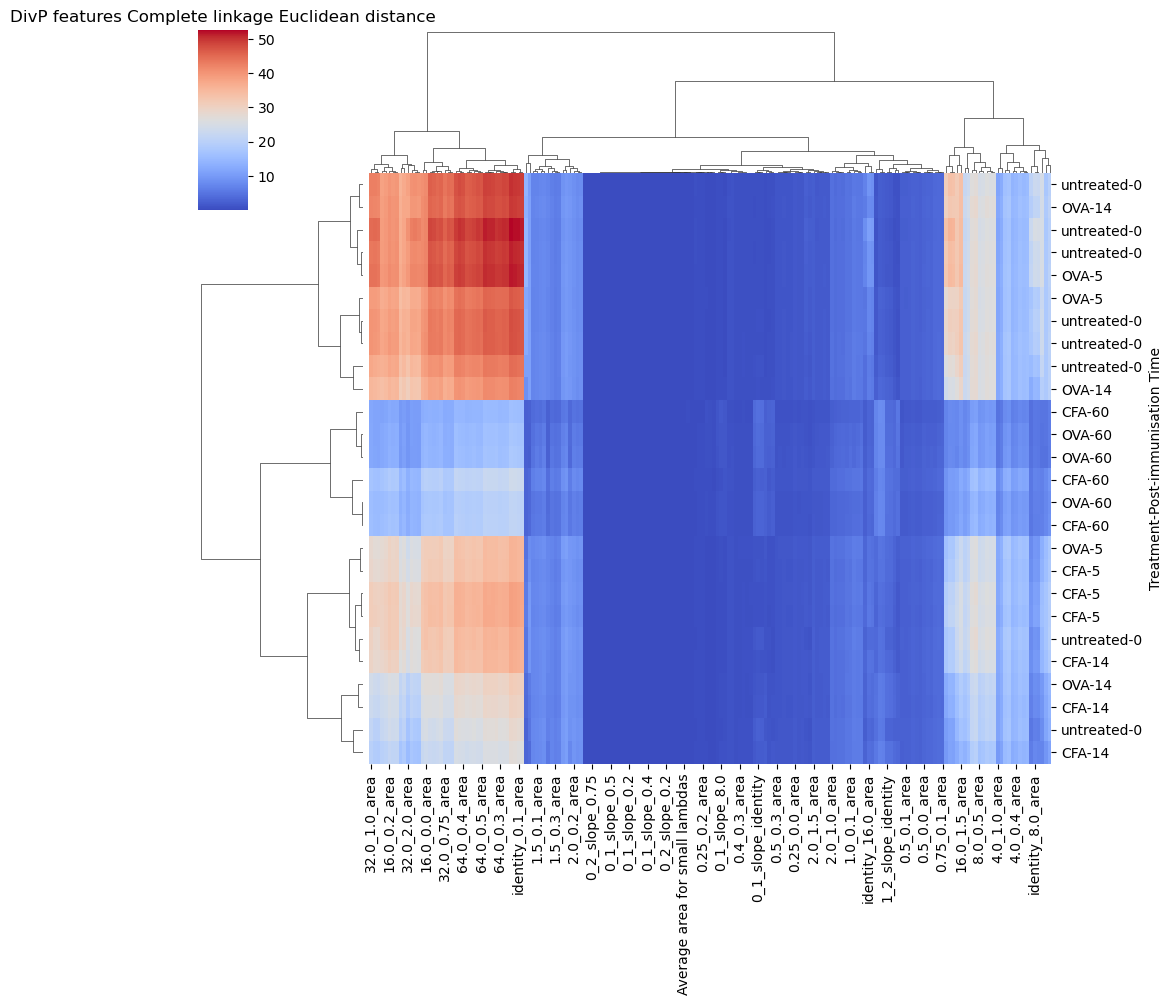 DivP features Complete linkage Euclidean distance
50
40
30
20
10
untreated-0
OVA-14
untreated-0
untreated-0
OVA-5
OVA-5
untreated-0
untreated-0
untreated-0
OVA-14
CFA-60
OVA-60
OVA-60
CFA-60
OVA-60
CFA-60
OVA-5
CFA-5
CFA-5
CFA-5
untreated-0
CFA-14
OVA-14
CFA-14
untreated-0
CFA-14
Treatment-Post-immunisation Time
32.0_1.0_area
16.0_0.2_area
32.0_2.0_area
16.0_0.0_area
32.0_0.75_area
64.0_0.4_area
64.0_0.5_area
64.0_0.3_area
identity_0.1_area
1.5_0.1_area
1.5_0.3_area
2.0_0.2_area
0_2_slope_0.75
0_1_slope_0.5
0_1_slope_0.2
0_1_slope_0.4
0_2_slope_0.2
Average area for small lambdas
0.25_0.2_area
0_1_slope_8.0
0.4_0.3_area
0_1_slope_identity
0.5_0.3_area
0.25_0.0_area
2.0_1.5_area
2.0_1.0_area
1.0_0.1_area
identity_16.0_area
1_2_slope_identity
0.5_0.1_area
0.5_0.0_area
0.75_0.1_area
16.0_1.5_area
8.0_0.5_area
4.0_1.0_area
4.0_0.4_area
identity_8.0_area